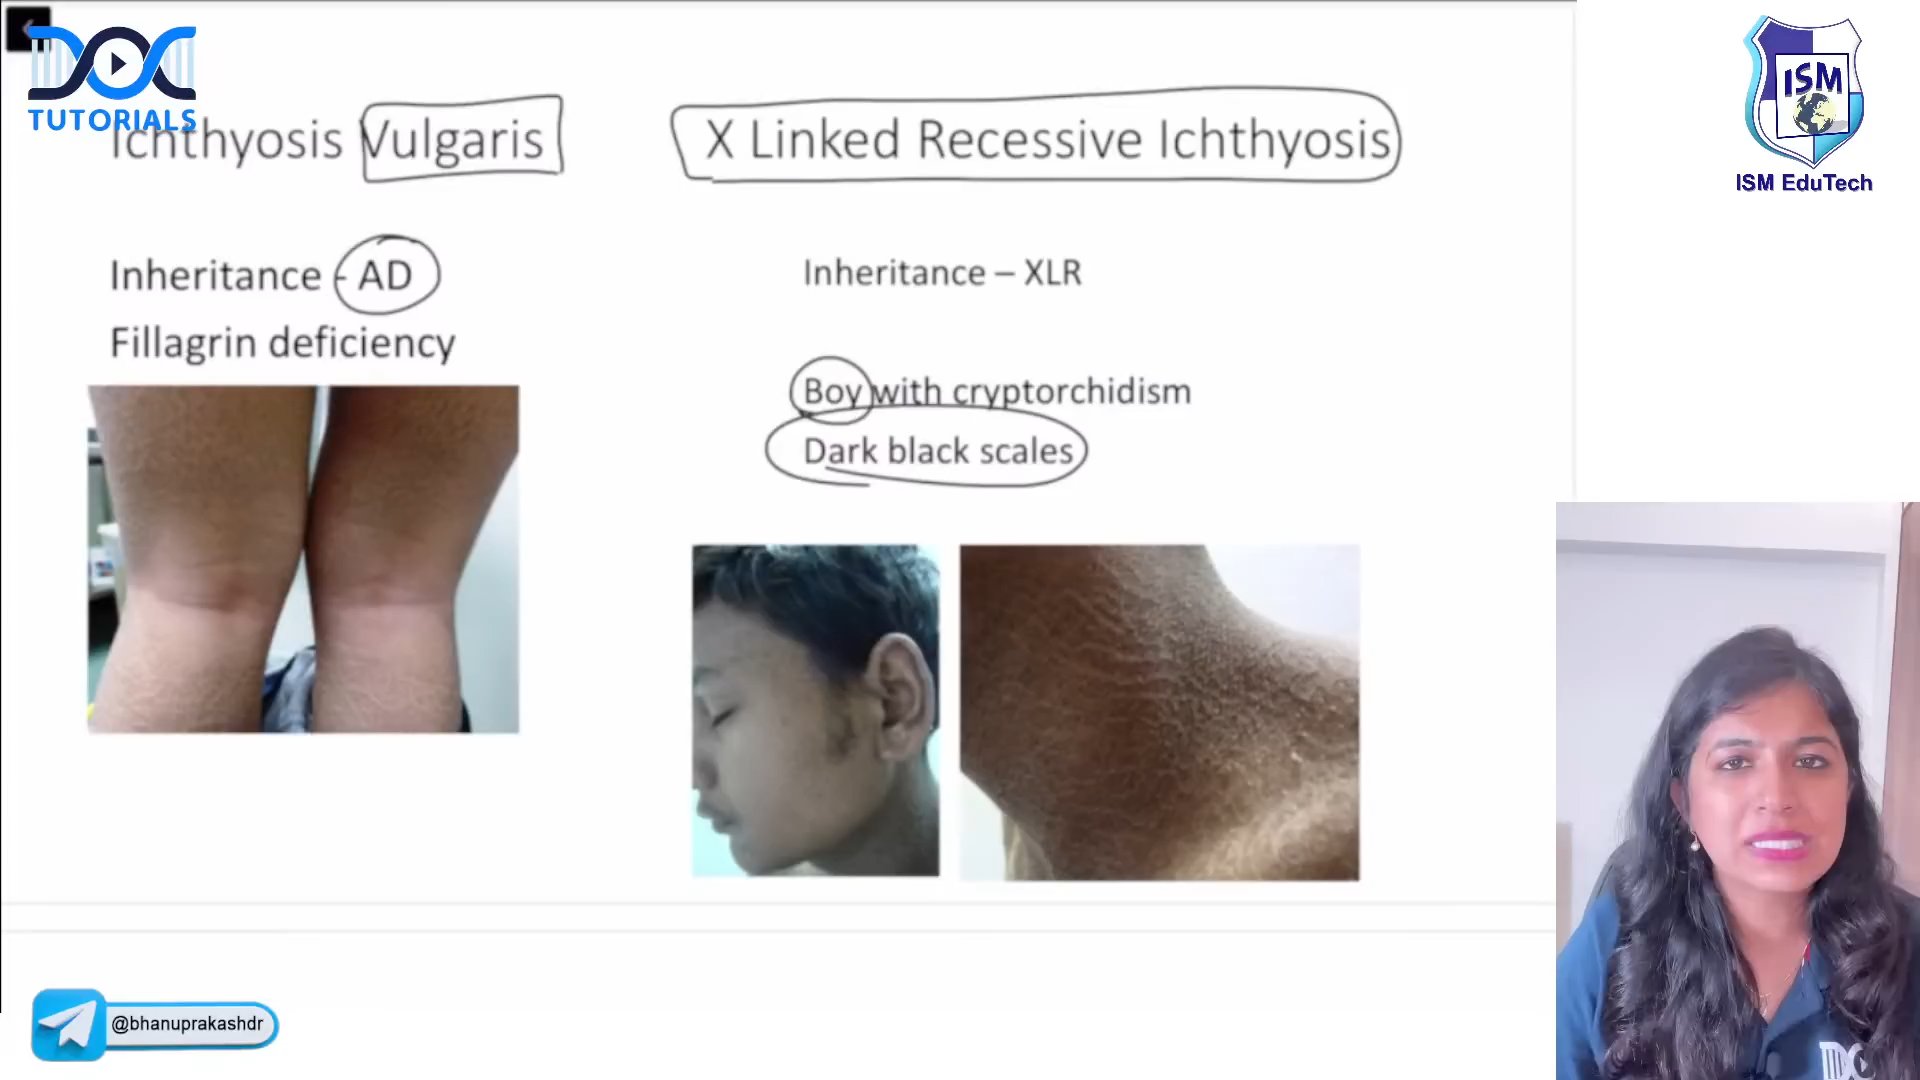 DOC
TUTORIALS
Ichthyosis Vulgaris
X Linked Recessive Ichthyosis
Inheritance - AD
Fillagrin deficiency
Inheritance – XLR
Boy with cryptorchidism
Dark black scales
ISM
ISM EduTech
@bhanuprakashdr